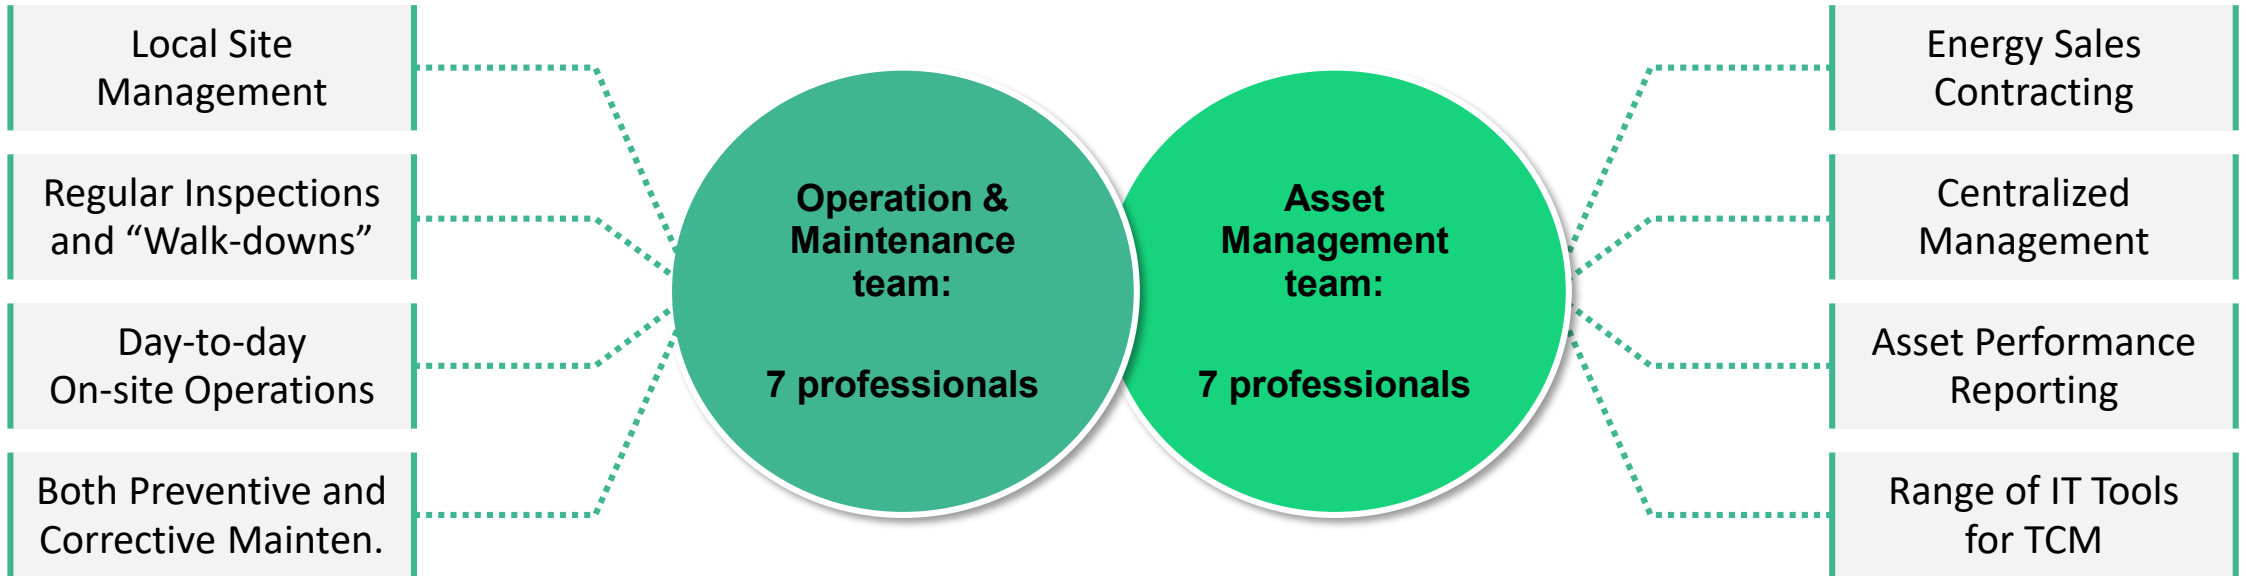 Local Site
Management
Regular Inspections
and “Walk-downs”
Day-to-day
On-site Operations
Both Preventive and
Corrective Mainten.
Operation &
Maintenance
team:
7 professionals
Asset
Management
team:
7 professionals
Energy Sales
Contracting
Centralized
Management
Asset Performance
Reporting
Range of IT Tools
for TCM